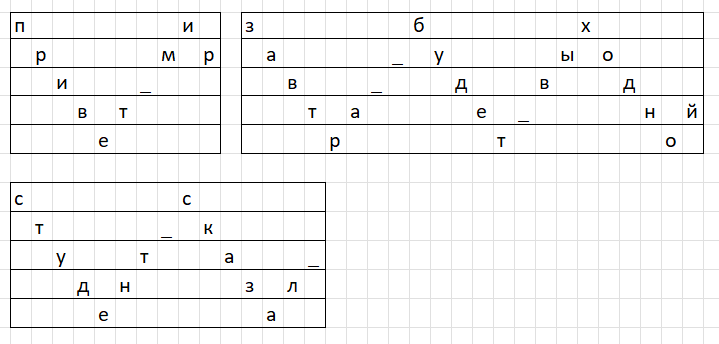 п и
р м р
и _
в т
е
з б х
а _ у ы о
в _ д в д
т а е _ н й
р т о
с с
т _ к
у т а _
д н з л
е а